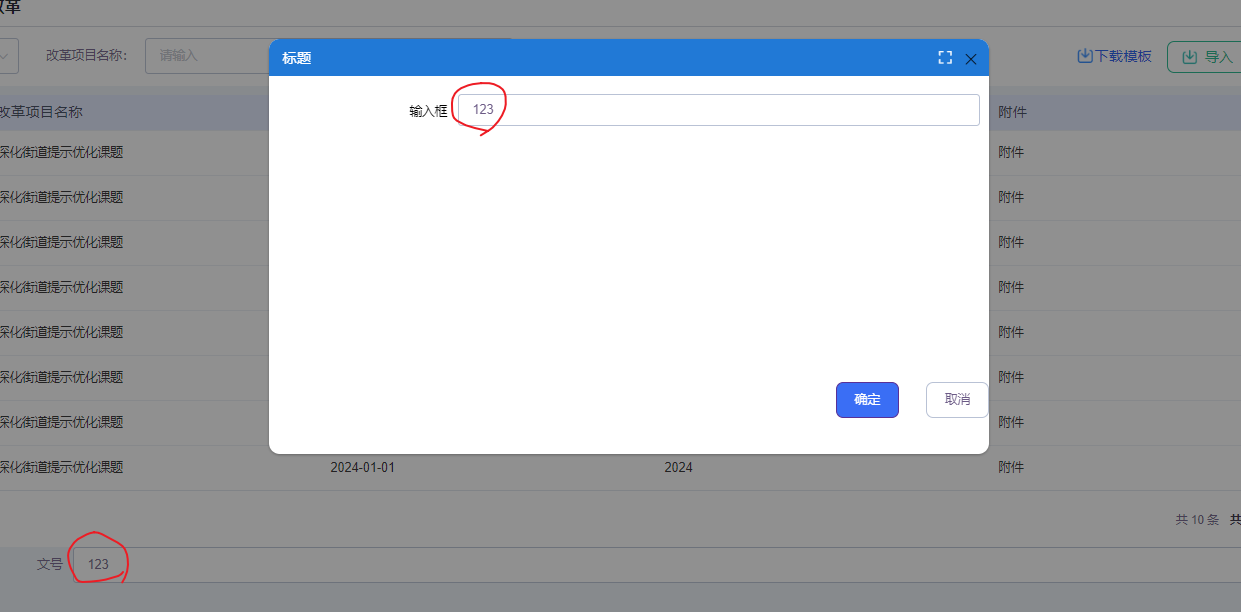 改革
改革项目名称： 请输入 下载模板 导入
标题
输入框 123
改革项目名称 附件
深化街道提示优化课题 附件
深化街道提示优化课题 附件
深化街道提示优化课题 附件
深化街道提示优化课题 附件
深化街道提示优化课题 附件
深化街道提示优化课题 附件
确定 取消
深化街道提示优化课题 附件
深化街道提示优化课题 2024-01-01 2024 附件
共 10 条 共
文号 123